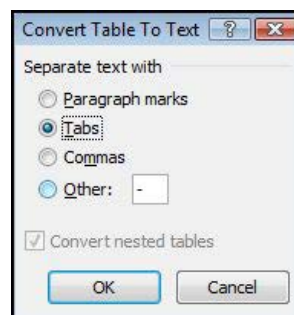 Convert Table To Text
Separate text with
Paragraph marks
Tabs
Commas
Other: -
Convert nested tables
OK Cancel